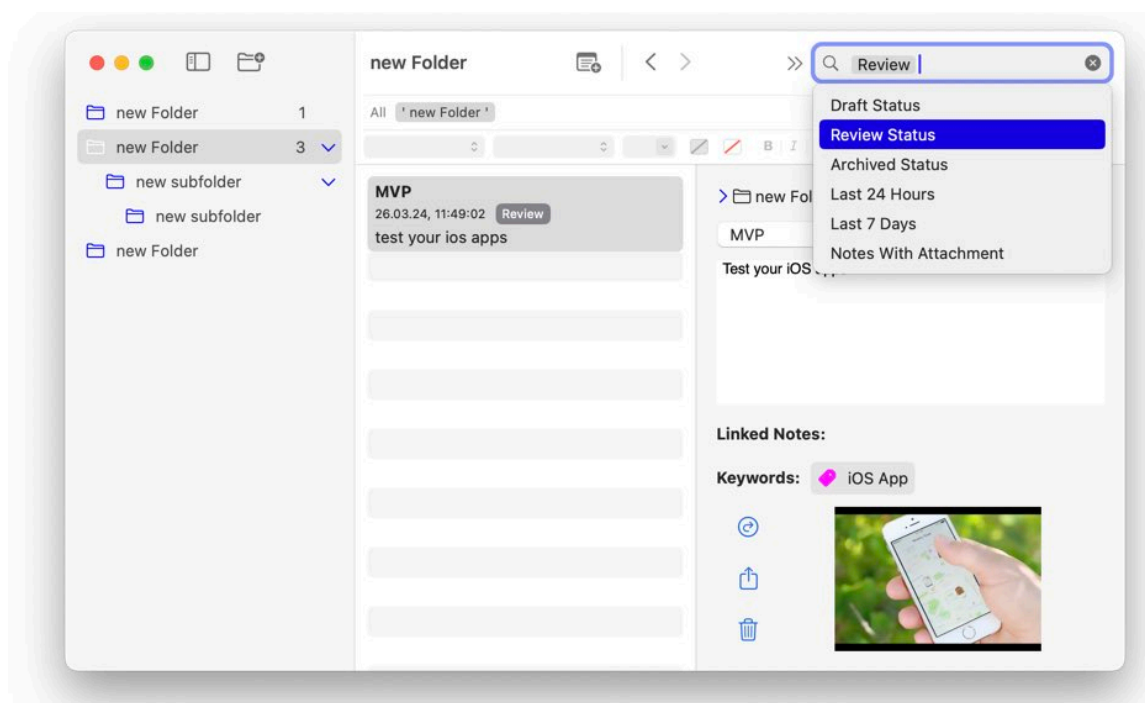 new Folder
Review
new Folder 1
new Folder 3
new subfolder
new subfolder
new Folder
All ' new Folder '
B I
MVP
26.03.24, 11:49:02 Review
test your ios apps
Draft Status
Review Status
Archived Status
Last 24 Hours
Last 7 Days
Notes With Attachment
new Fol
MVP
Test your iOS
Linked Notes:
Keywords: iOS App